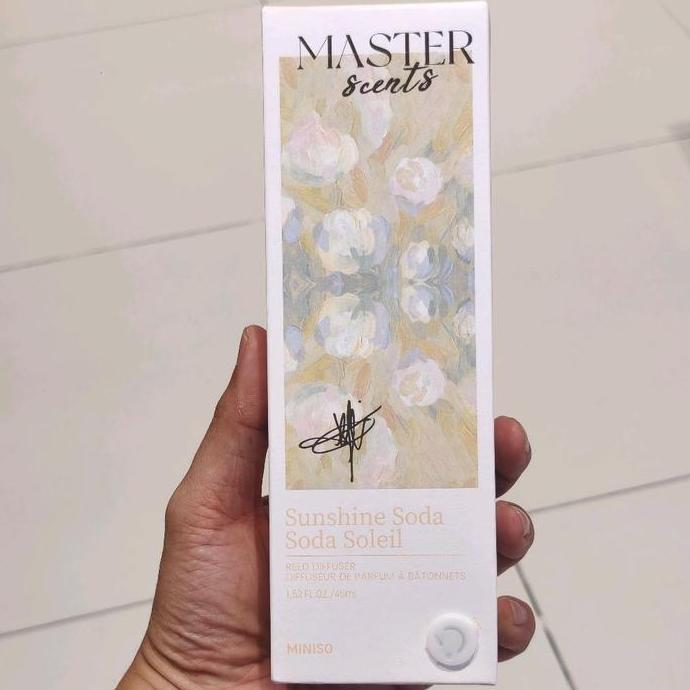 MASTER
scents
Sunshine Soda
Soda Soleil
REED DIFFUSER
DIFFUSEUR DE PARFUM À BÂTONNETS
1.52 FL.OZ./45mL
MINISO